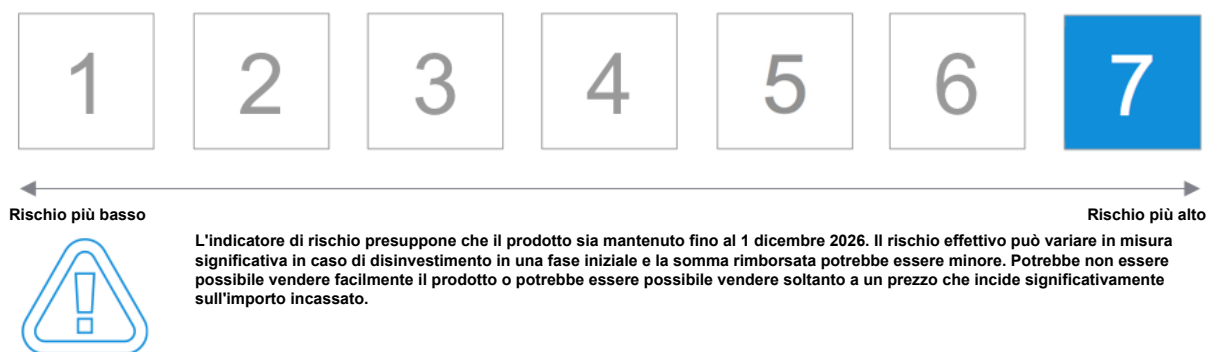 1 2 3 4 5 6 7
Rischio più basso Rischio più alto
L'indicatore di rischio presuppone che il prodotto sia mantenuto fino al 1 dicembre 2026. Il rischio effettivo può variare in misura
significativa in caso di disinvestimento in una fase iniziale e la somma rimborsata potrebbe essere minore. Potrebbe non essere
possibile vendere facilmente il prodotto o potrebbe essere possibile vendere soltanto a un prezzo che incide significativamente
sull'importo incassato.